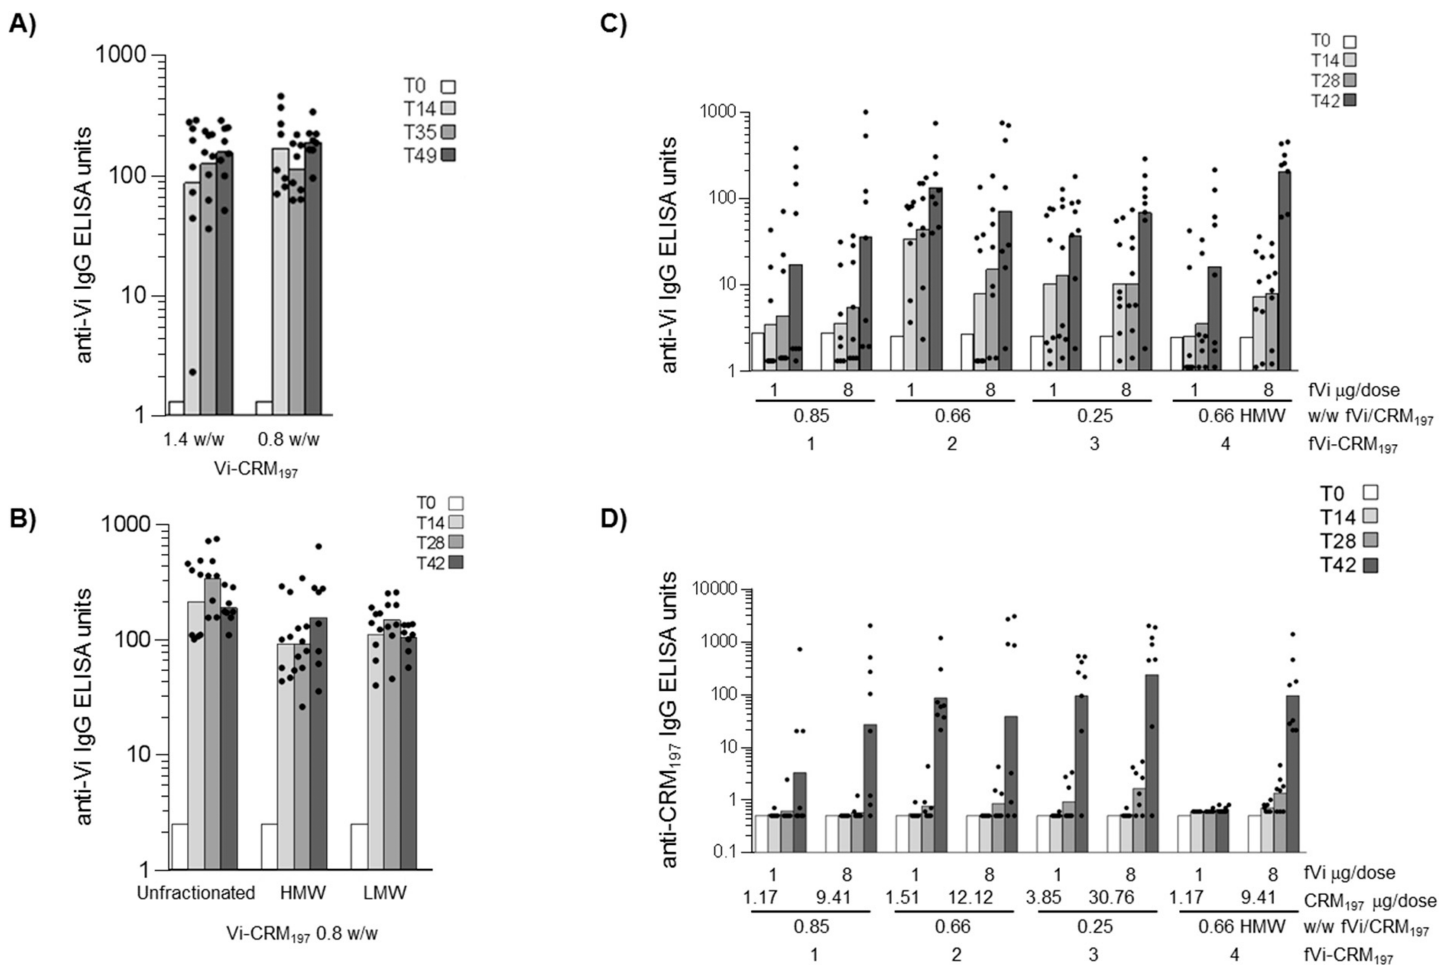 A)
1000
100
10
1
anti-Vi IgG ELISA units
T0
T14
T35
T49
1.4 w/w 0.8 w/w
Vi-CRM197
B)
1000
100
10
1
anti-Vi IgG ELISA units
T0
T14
T28
T42
Unfractionated HMW LMW
Vi-CRM197 0.8 w/w
C)
T0
T14
T28
T42
1000
100
10
1
anti-Vi IgG ELISA units
1 8 1 8 1 8 1 8 fVi μg/dose
0.85 0.66 0.25 0.66 HMW w/w fVi/CRM197
1 2 3 4 fVi-CRM197
D)
T0
T14
T28
T42
10000
1000
100
10
1
0.1
anti-CRM197 IgG ELISA units
1 8 1 8 1 8 1 8 fVi μg/dose
1.17 9.41 1.51 12.12 3.85 30.76 1.17 9.41 CRM197 μg/dose
0.85 0.66 0.25 0.66 HMW w/w fVi/CRM197
1 2 3 4 fVi-CRM197